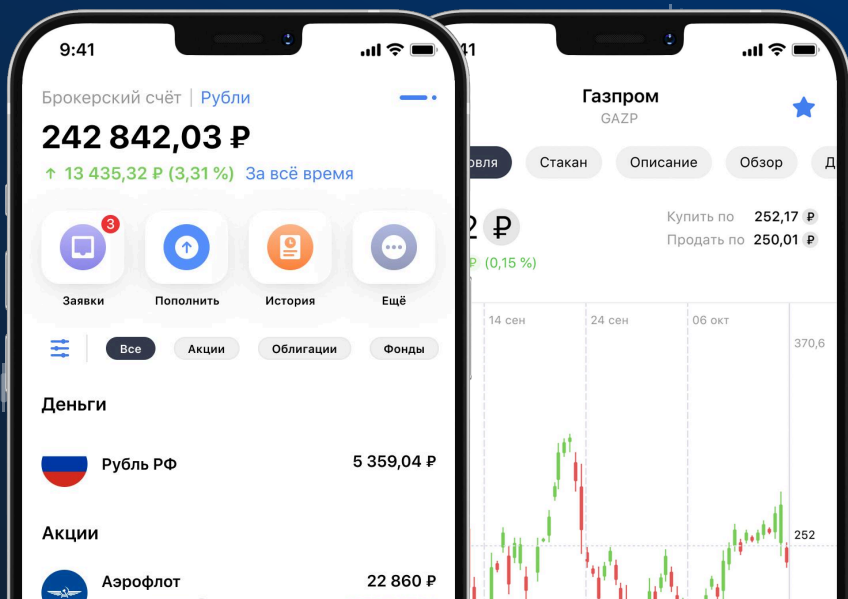 9:41
Брокерский счёт | Рубли
242 842,03 ₽
↑ 13 435,32 ₽ (3,31 %) За всё время
3
Заявки
Пополнить
История
Ещё
Все
Акции
Облигации
Фонды
Деньги
Рубль РФ
5 359,04 ₽
Акции
Аэрофлот
22 860 ₽
41
Газпром
GAZP
овля
Стакан
Описание
Обзор
Д
2 ₽
₽ (0,15 %)
Купить по 252,17 ₽
Продать по 250,01 ₽
14 сен
24 сен
06 окт
370,6
252